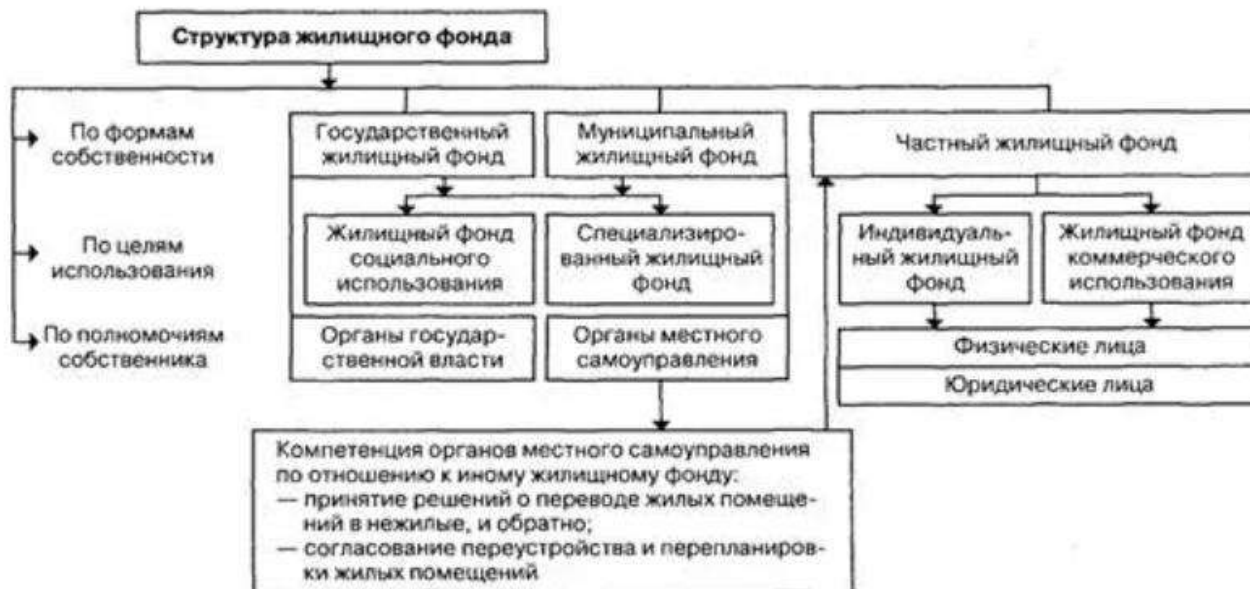 Структура жилищного фонда
По формам
собственности
Государственный
жилищный фонд
Муниципальный
жилищный фонд
Частный жилищный фонд
По целям
использования
Жилищный фонд
социального
использования
Специализиро-
ванный жилищный
фонд
Индивидуаль-
ный жилищный
фонд
Жилищный фонд
коммерческого
использования
По полномочиям
собственника
Органы государ-
ственной власти
Органы местного
самоуправления
Физические лица
Юридические лица
Компетенция органов местного самоуправления
по отношению к иному жилищному фонду:
— принятие решений о переводе жилых помеще-
ний в нежилые, и обратно;
— согласование переустройства и перепланиров-
ки жилых помещений